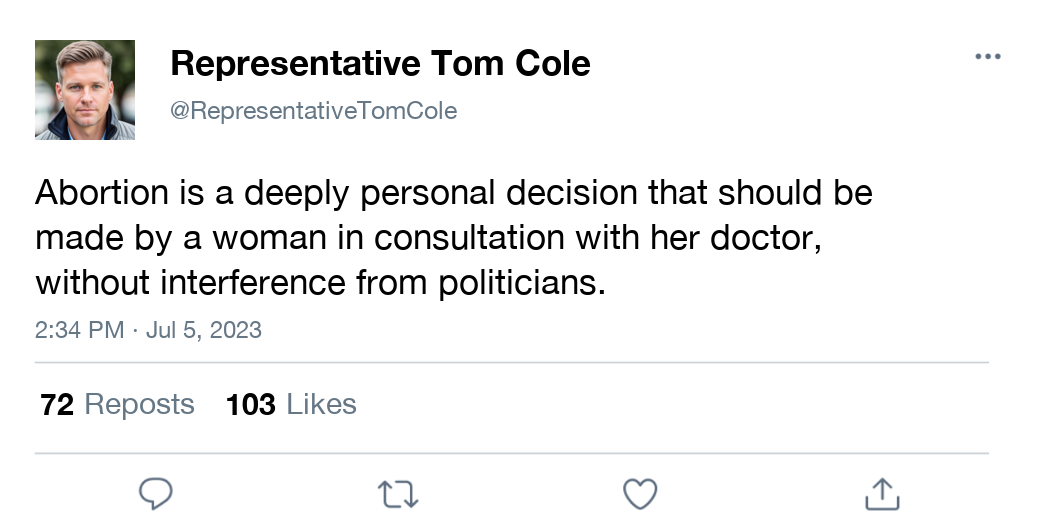 Representative Tom Cole
@RepresentativeTomCole
Abortion is a deeply personal decision that should be
made by a woman in consultation with her doctor,
without interference from politicians.
2:34 PM · Jul 5, 2023
72 Reposts 103 Likes